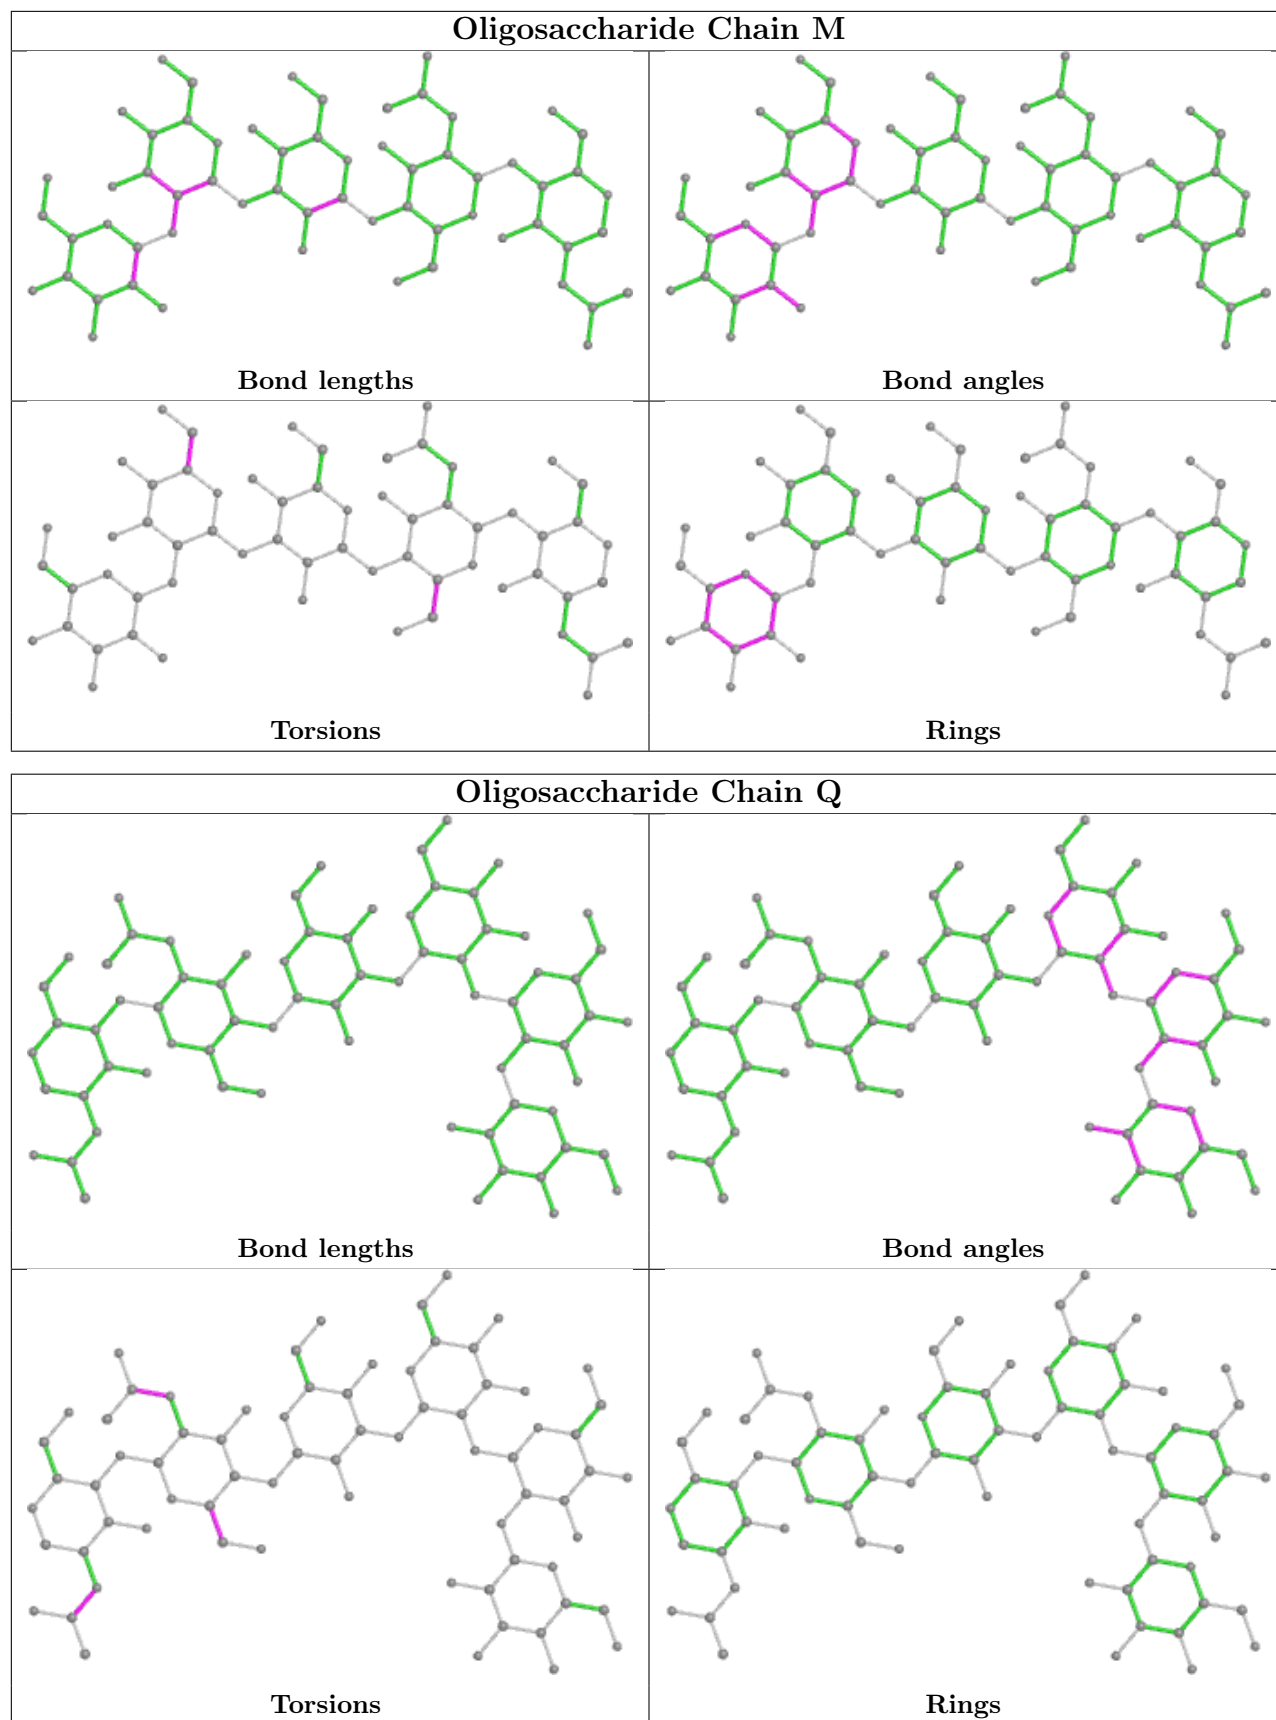 Oligosaccharide Chain M
Bond lengths
Bond angles
Torsions
Rings
Oligosaccharide Chain Q
Bond lengths
Bond angles
Torsions
Rings